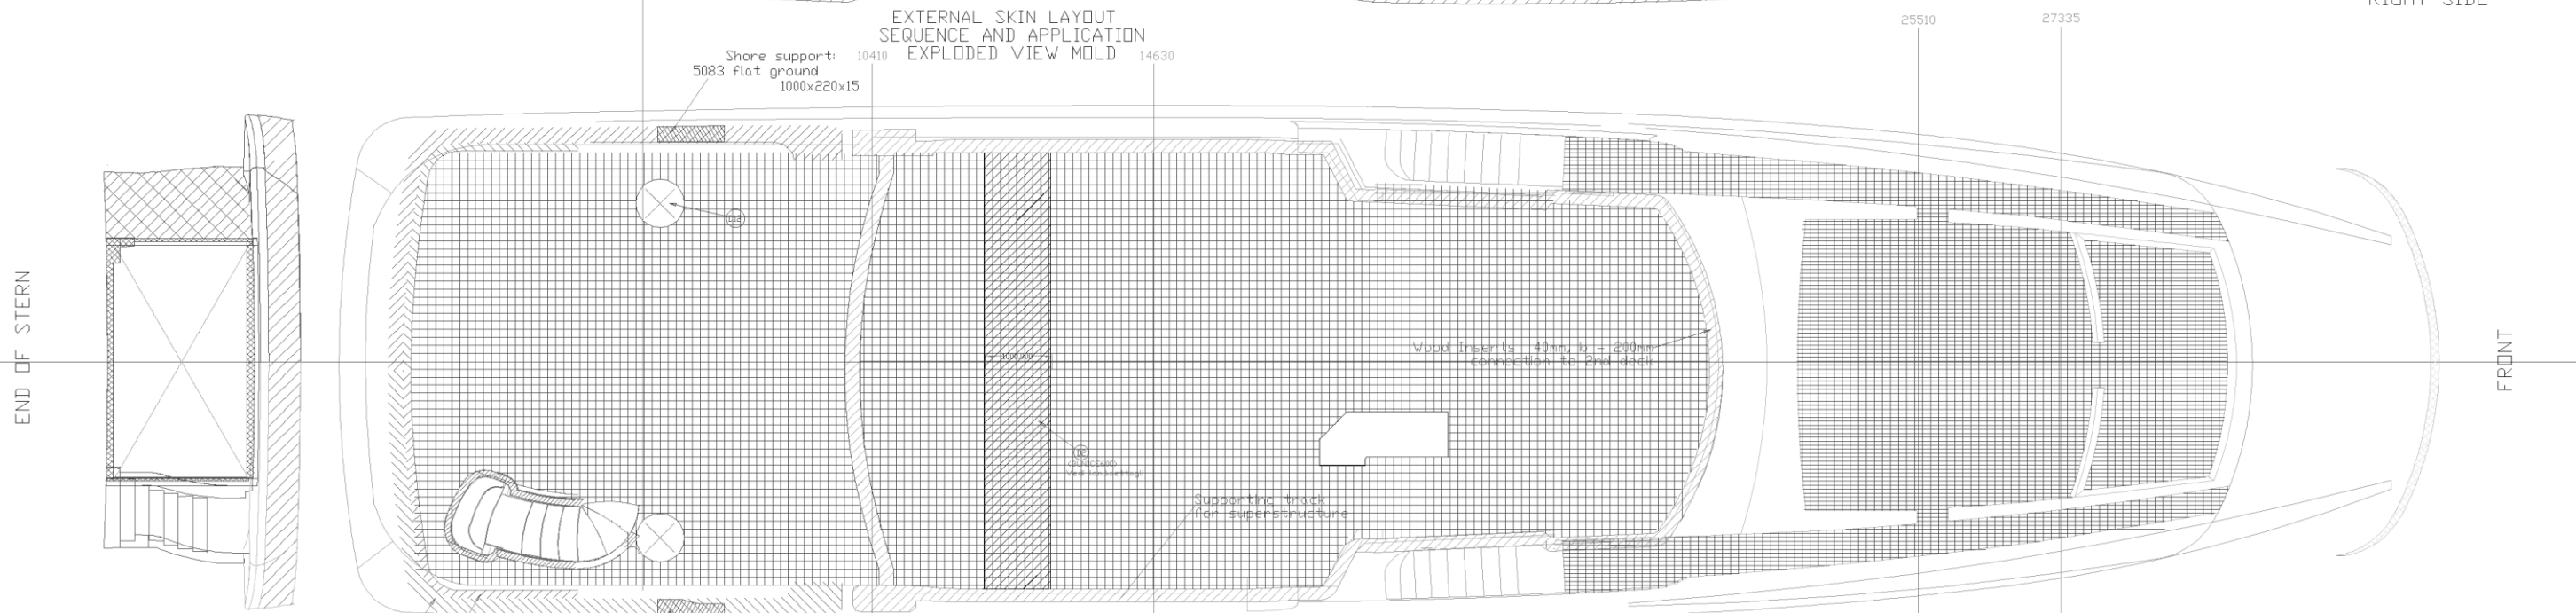 RIGHT SIDE
EXTERNAL SKIN LAYOUT
SEQUENCE AND APPLICATION
EXPLODED VIEW MOLD
25510
27335
10410
14630
Shore support:
5083 flat ground
1000x220x15
END OF STERN
FRONT
Wood Inserts 40mm, b = 200mm
connection to 2nd deck
D2
Supporting track
for superstructure